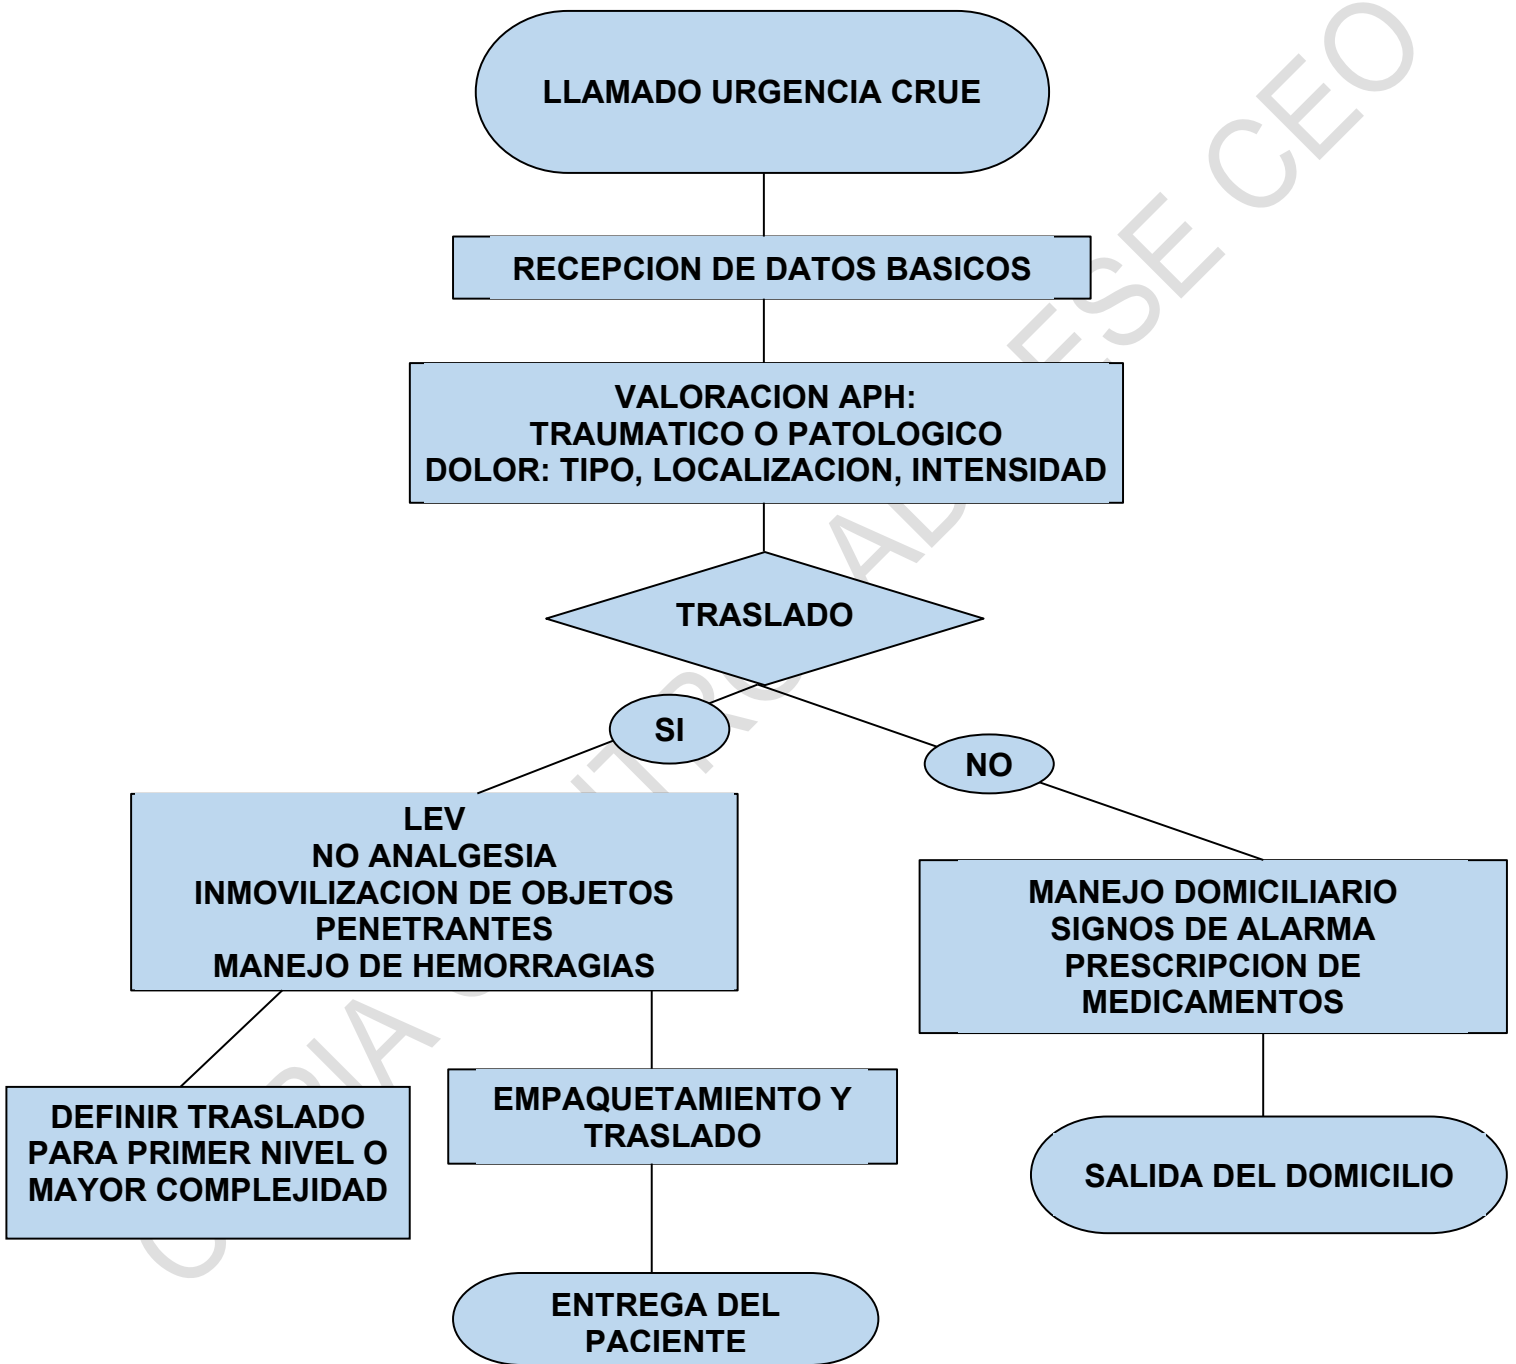 LLAMADO URGENCIA CRUE
RECEPCION DE DATOS BASICOS
VALORACION APH:
TRAUMATICO O PATOLOGICO
DOLOR: TIPO, LOCALIZACION, INTENSIDAD
TRASLADO
SI
NO
LEV
NO ANALGESIA
INMOVILIZACION DE OBJETOS
PENETRANTES
MANEJO DE HEMORRAGIAS
MANEJO DOMICILIARIO
SIGNOS DE ALARMA
PRESCRIPCION DE
MEDICAMENTOS
DEFINIR TRASLADO
PARA PRIMER NIVEL O
MAYOR COMPLEJIDAD
EMPAQUETAMIENTO Y
TRASLADO
SALIDA DEL DOMICILIO
ENTREGA DEL
PACIENTE
ESE CEO